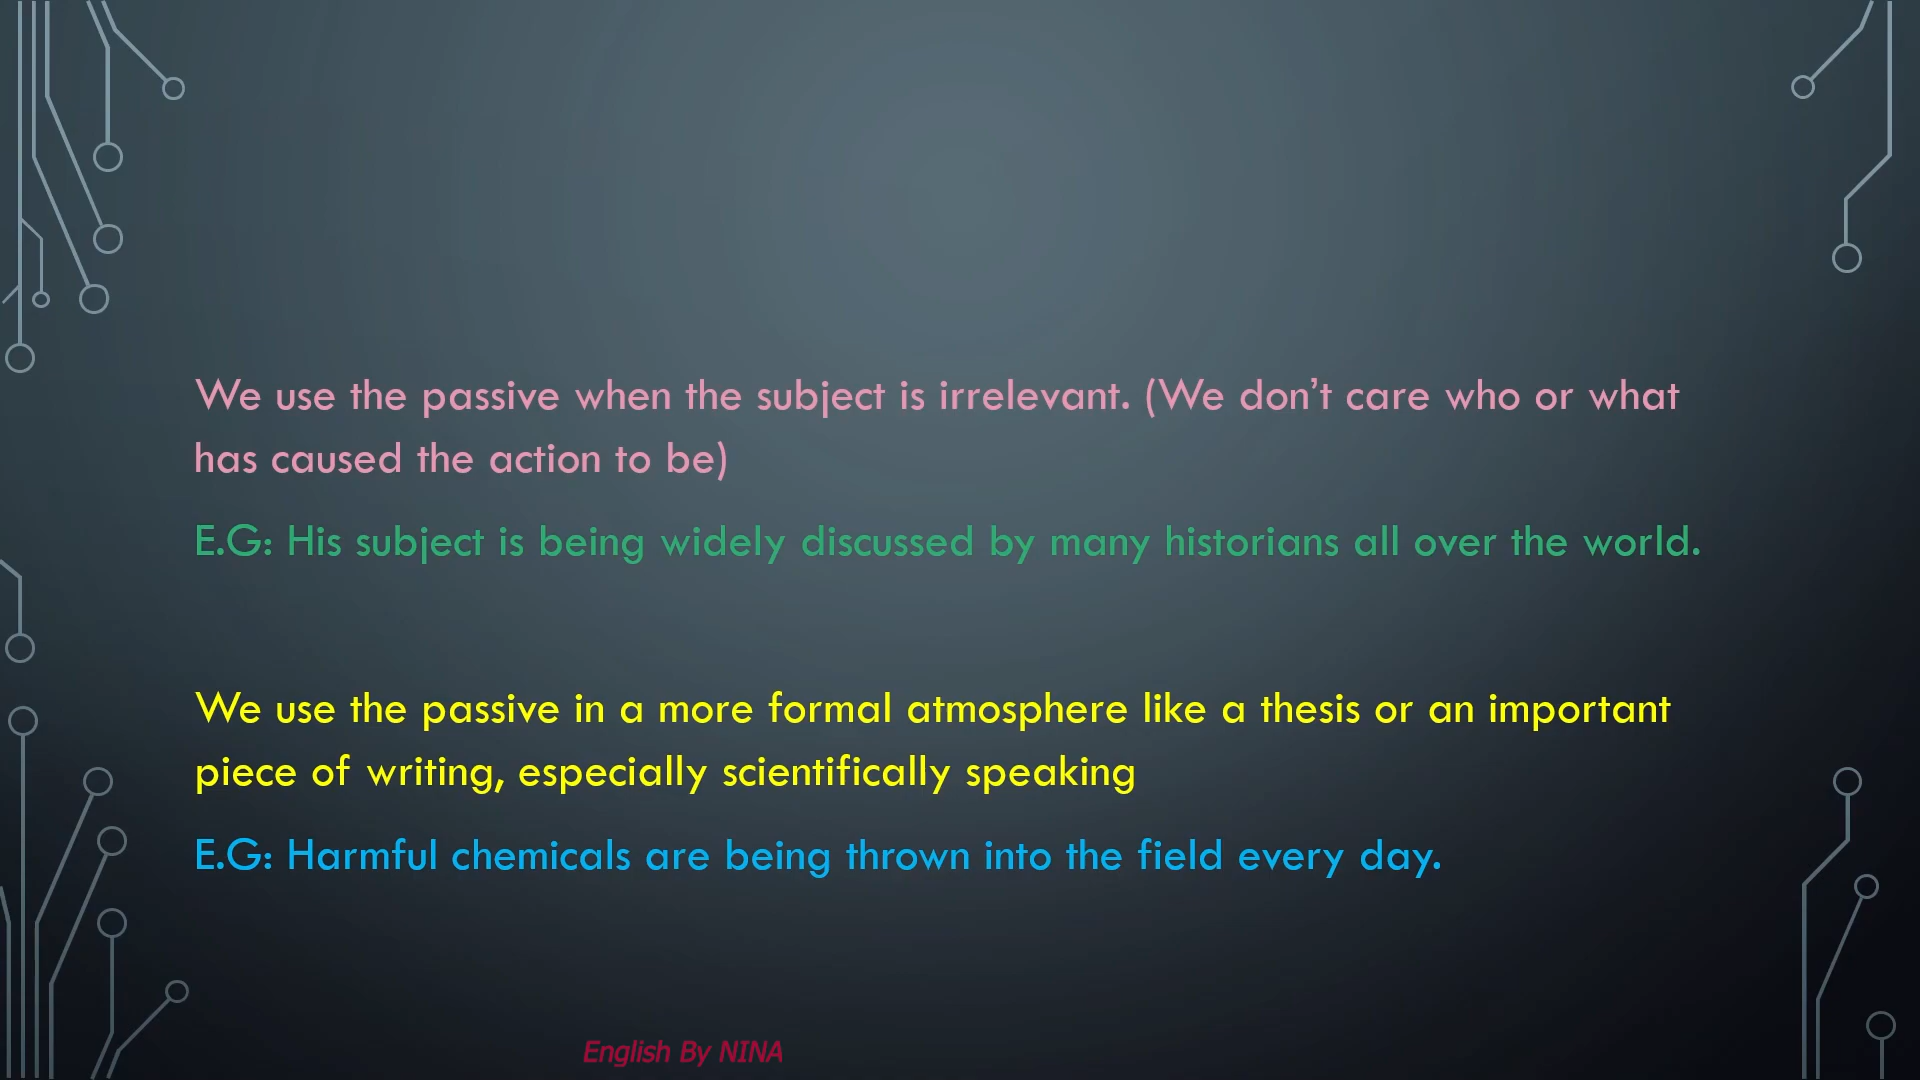 We use the passive when the subject is irrelevant. (We don’t care who or what
has caused the action to be)
E.G: His subject is being widely discussed by many historians all over the world.
We use the passive in a more formal atmosphere like a thesis or an important
piece of writing, especially scientifically speaking
E.G: Harmful chemicals are being thrown into the field every day.
English By NINA